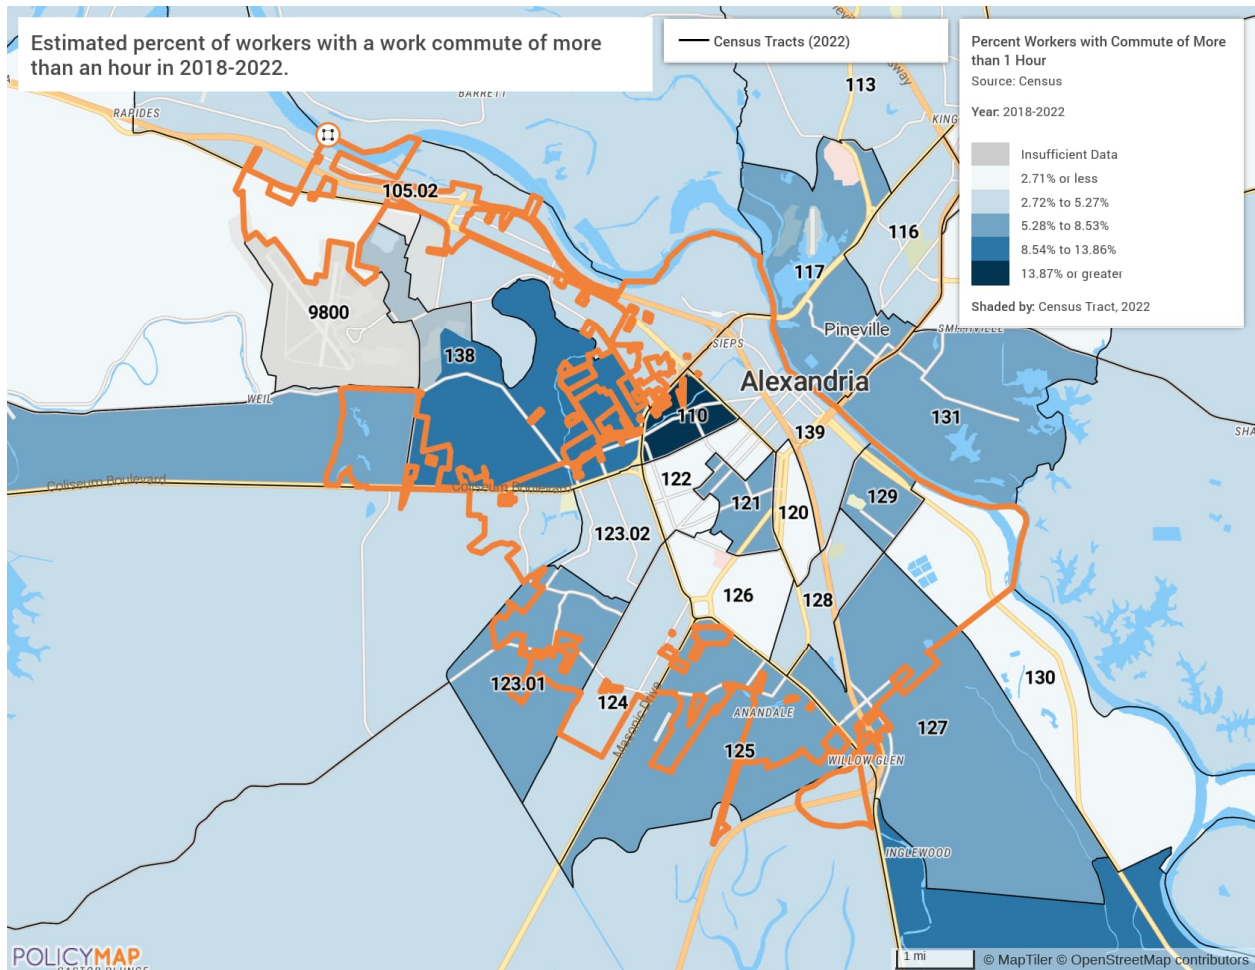 Estimated percent of workers with a work commute of more
than an hour in 2018-2022.
Census Tracts (2022)
Percent Workers with Commute of More
than 1 Hour
Source: Census
Year: 2018-2022
Insufficient Data
2.71% or less
2.72% to 5.27%
5.28% to 8.53%
8.54% to 13.86%
13.87% or greater
Shaded by: Census Tract, 2022
BARRETT
RAPIDES
113
KING
105.02
116
117
9800
Pineville
SMITHVILLE
SIEPS
138
Alexandria
WEIL
110
131
139
SHA
Coliseum Boulevard
Coliseum Boulevard
122
121
120
129
123.02
126
128
123.01
124
Masonic Drive
ANANDALE
125
130
127
WILLOW GLEN
INGLEWOOD
POLICYMAP
1 mi
© MapTiler © OpenStreetMap contributors